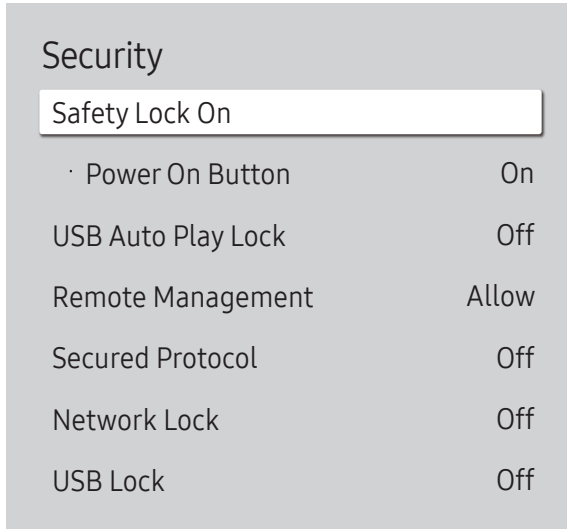 Security
Safety Lock On
· Power On Button On
USB Auto Play Lock Off
Remote Management Allow
Secured Protocol Off
Network Lock Off
USB Lock Off